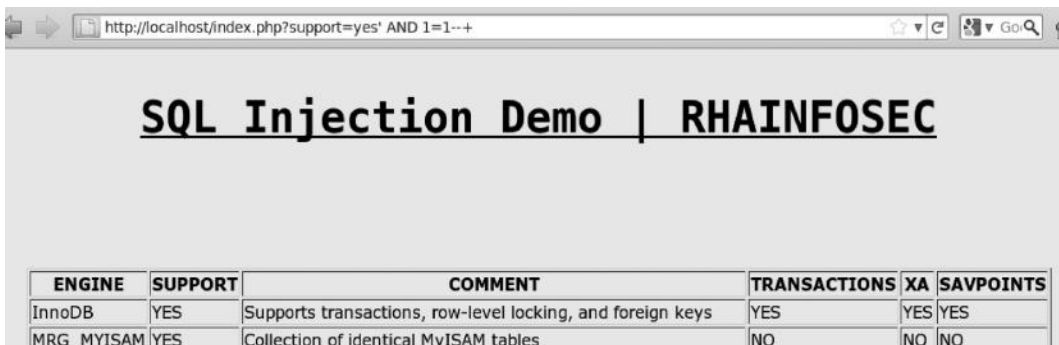 http://localhost/index.php?support=yes' AND 1=1--+
Goo
SQL Injection Demo | RHAINFOSEC
ENGINE SUPPORT COMMENT TRANSACTIONS XA SAVPOINTS
InnoDB YES Supports transactions, row-level locking, and foreign keys YES YES YES
MRG_MYISAM YES Collection of identical MyISAM tables NO NO NO